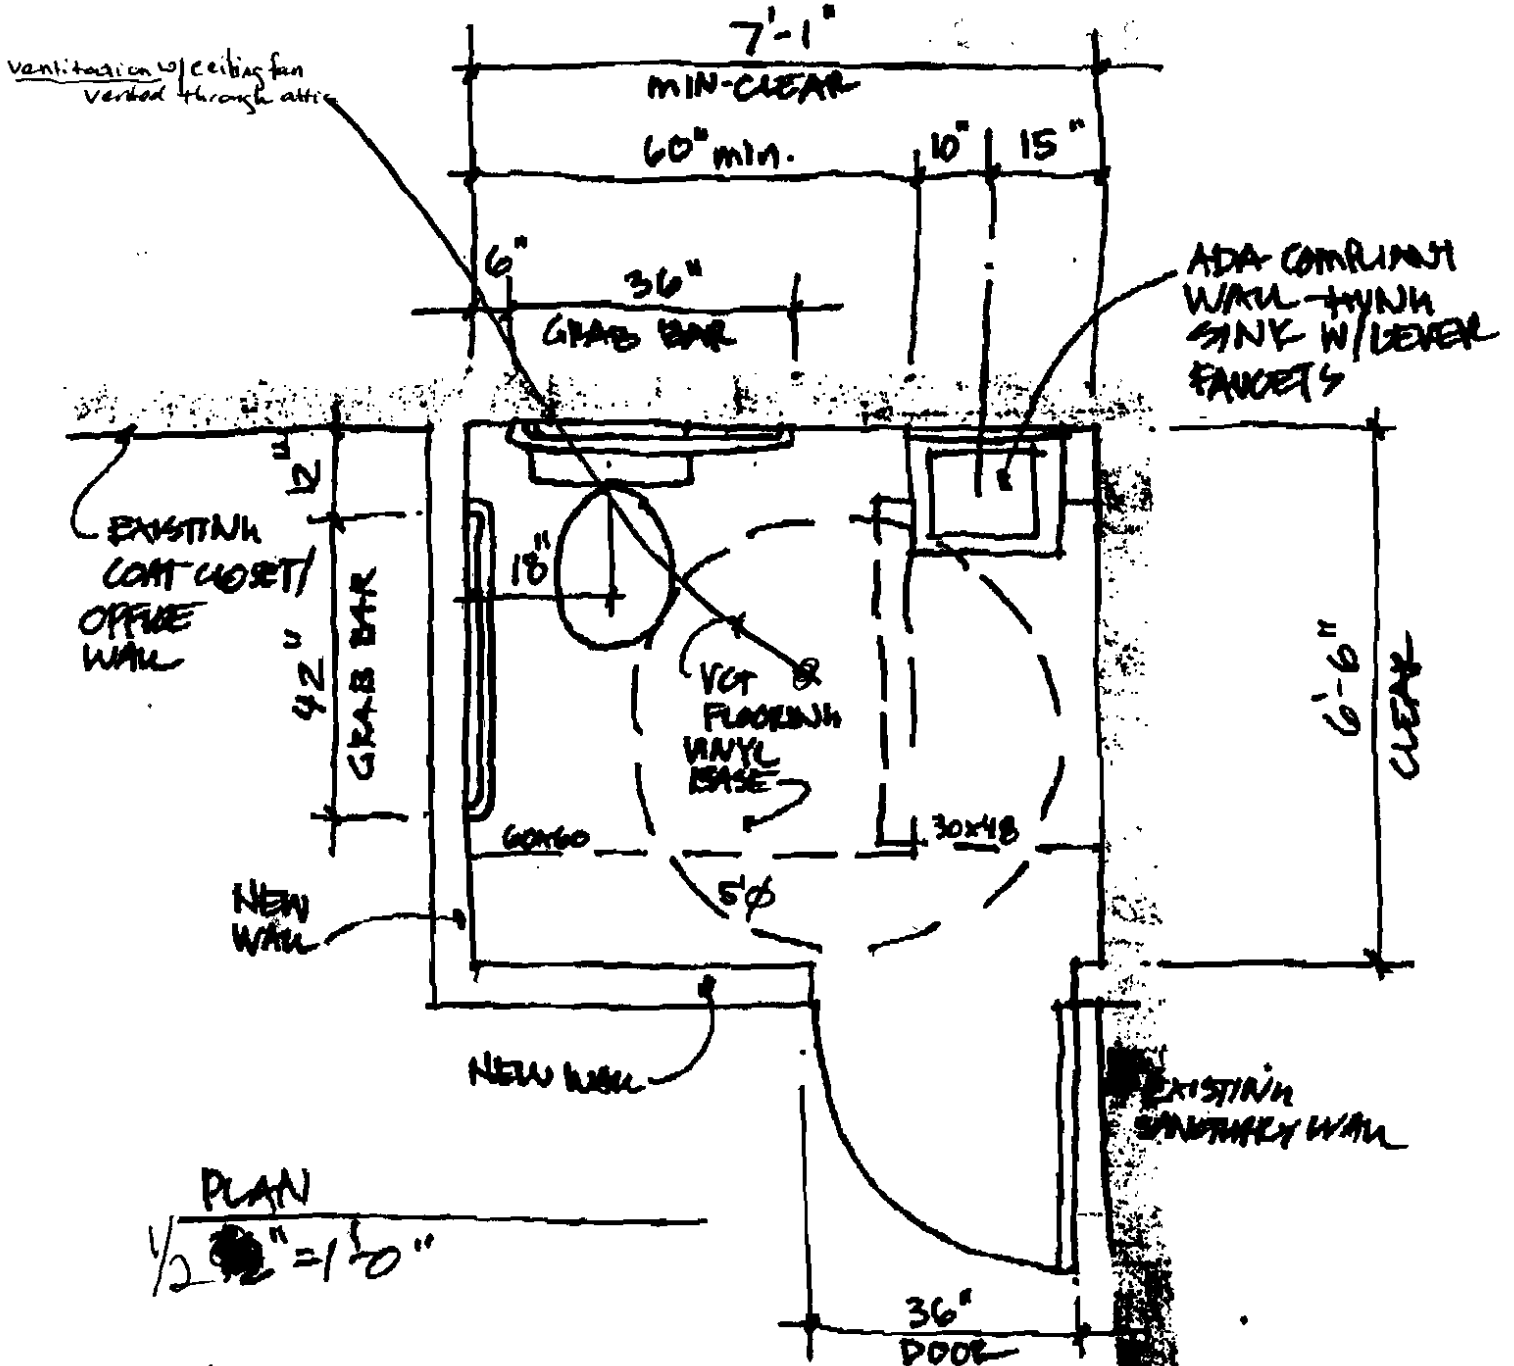 7'-1"
MIN-CLEAR
ventilation w/ ceiling fan
vented through attic
60" min.
10"
15"
6"
36"
GRAB BAR
ADA-COMPLIANT
WALL-HUNG
SINK W/LEVER
FAUCETS
12"
EXISTING
COAT CLOSET/
OFFICE
WALL
18"
42"
GRAB BAR
VCT
FLOORING
VINYL
BASE
6'-6"
CLEAR
60x60
30x48
5'Ø
NEW
WALL
NEW WALL
EXISTING
SANCTUARY WALL
PLAN
1/2 " = 1'0"
36"
DOOR